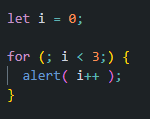 let i = 0;
for (; i < 3;) {
  alert( i++ );
}